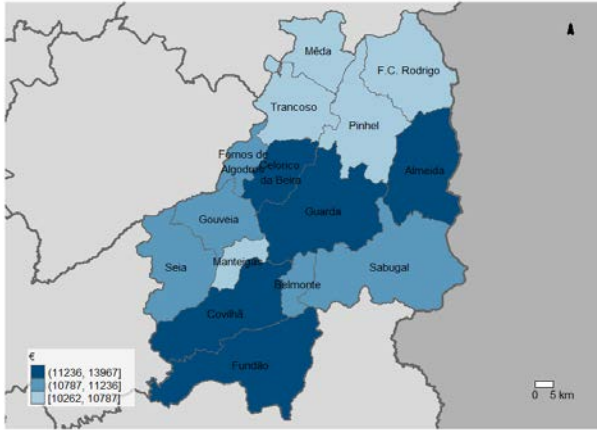 Mêda
F.C. Rodrigo
Trancoso
Pinhel
Fornos de
Algodres
Celorico
da Beira
Almeida
Guarda
Gouveia
Seia
Manteigas
Belmonte
Sabugal
Covilhã
Fundão
€
(11236, 13967]
(10787, 11236]
[10262, 10787]
0 5 km